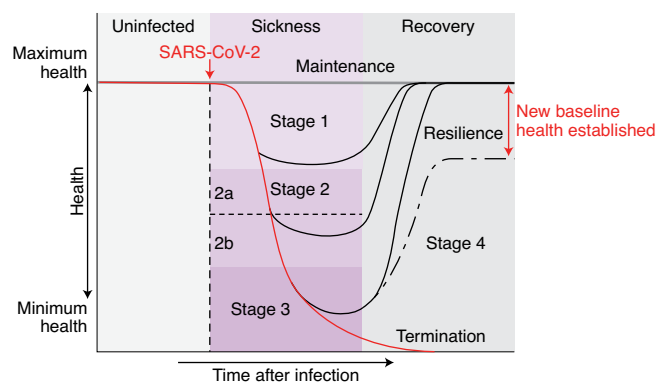 Uninfected
Sickness
Recovery
Maximum
health
SARS-CoV-2
Maintenance
Stage 1
Resilience
New baseline
health established
Health
2a
Stage 2
2b
Stage 4
Stage 3
Minimum
health
Termination
Time after infection